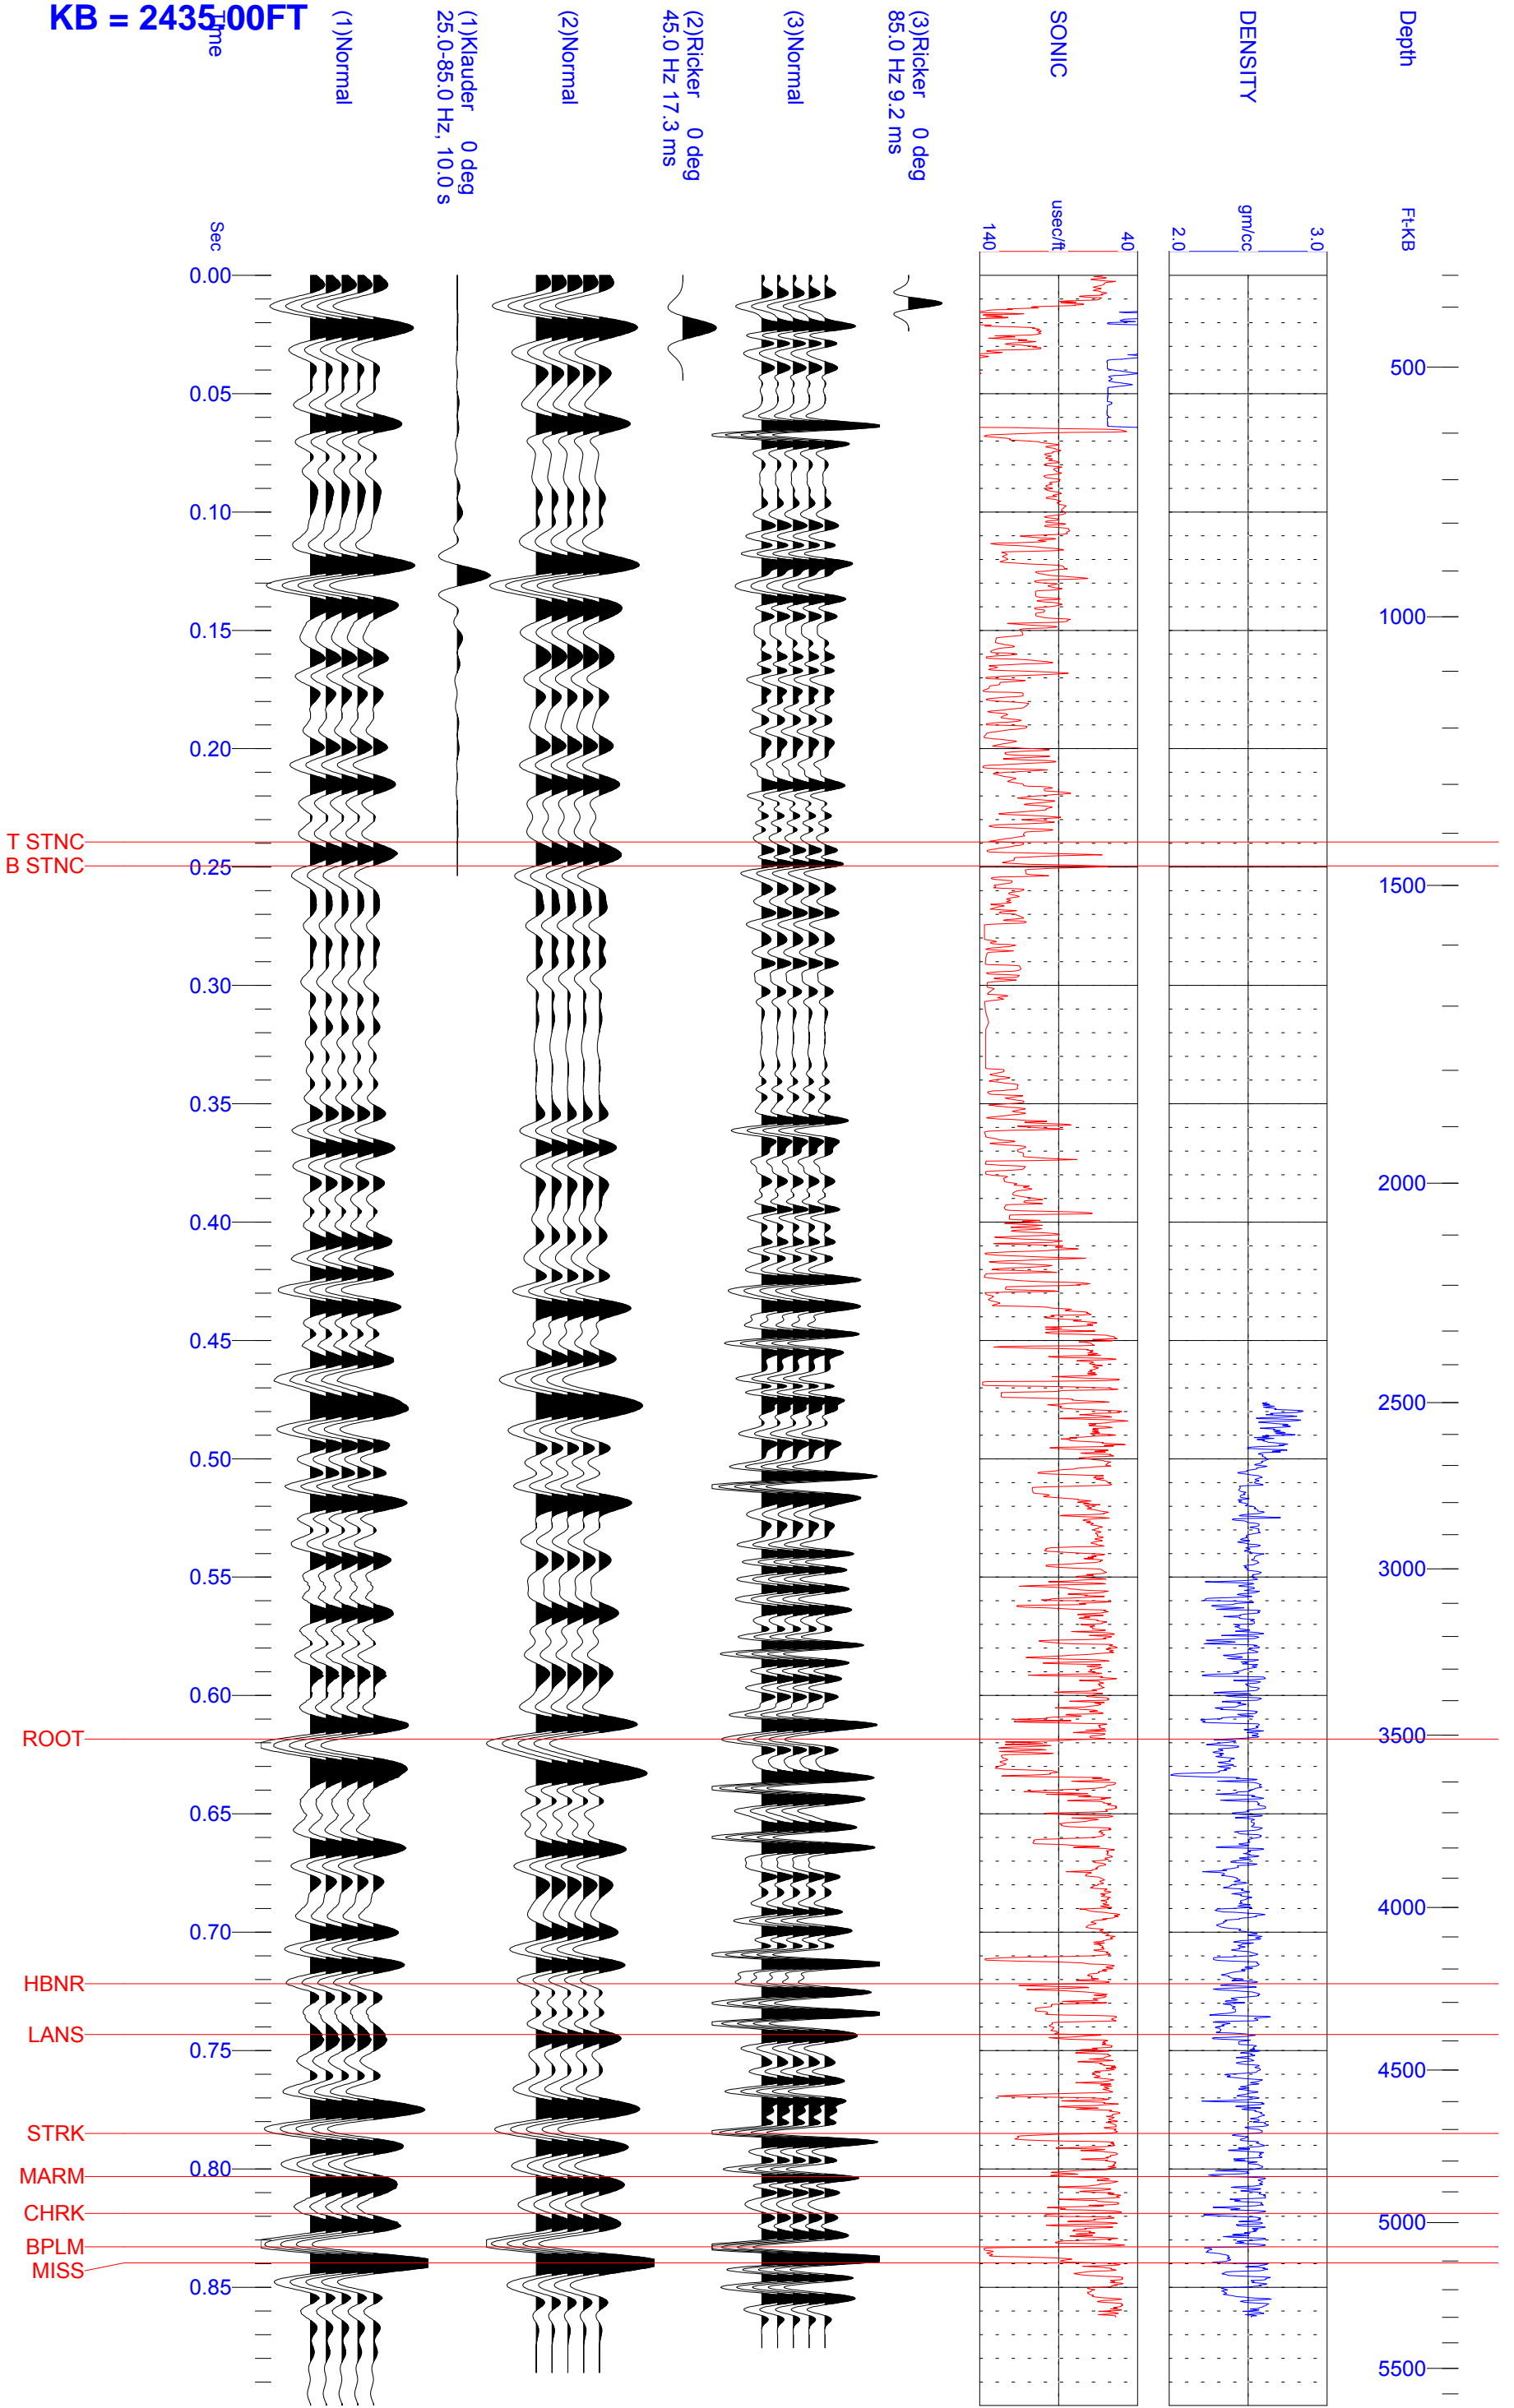 KB = 2435.00FT
Time
(1)Normal
(1)Klauder 0 deg
25.0-85.0 Hz, 10.0 s
(2)Normal
(2)Ricker 0 deg
45.0 Hz 17.3 ms
(3)Normal
(3)Ricker 0 deg
85.0 Hz 9.2 ms
SONIC
DENSITY
Depth
Sec
140
usec/ft
40
2.0
gm/cc
3.0
Ft-KB
0.00
500
0.05
0.10
1000
0.15
0.20
T STNC
B STNC
0.25
1500
0.30
0.35
2000
0.40
0.45
2500
0.50
3000
0.55
0.60
ROOT
3500
0.65
4000
0.70
HBNR
LANS
0.75
4500
STRK
0.80
MARM
CHRK
5000
BPLM
MISS
0.85
5500